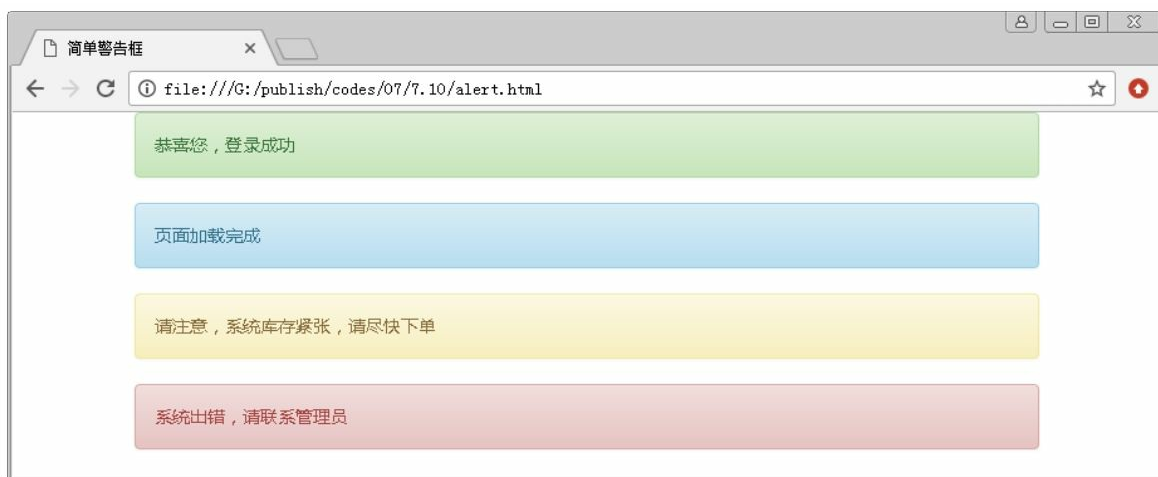 简单警告框
file:///G:/publish/codes/07/7.10/alert.html
恭喜您，登录成功
页面加载完成
请注意，系统库存紧张，请尽快下单
系统出错，请联系管理员